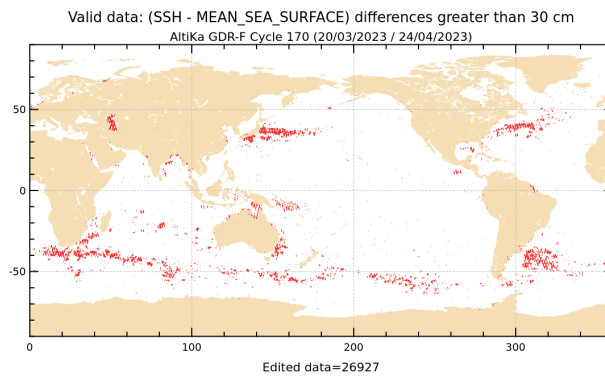 Valid data: (SSH - MEAN_SEA_SURFACE) differences greater than 30 cm
AltiKa GDR-F Cycle 170 (20/03/2023 / 24/04/2023)
50
0
-50
0 100 200 300
Edited data=26927